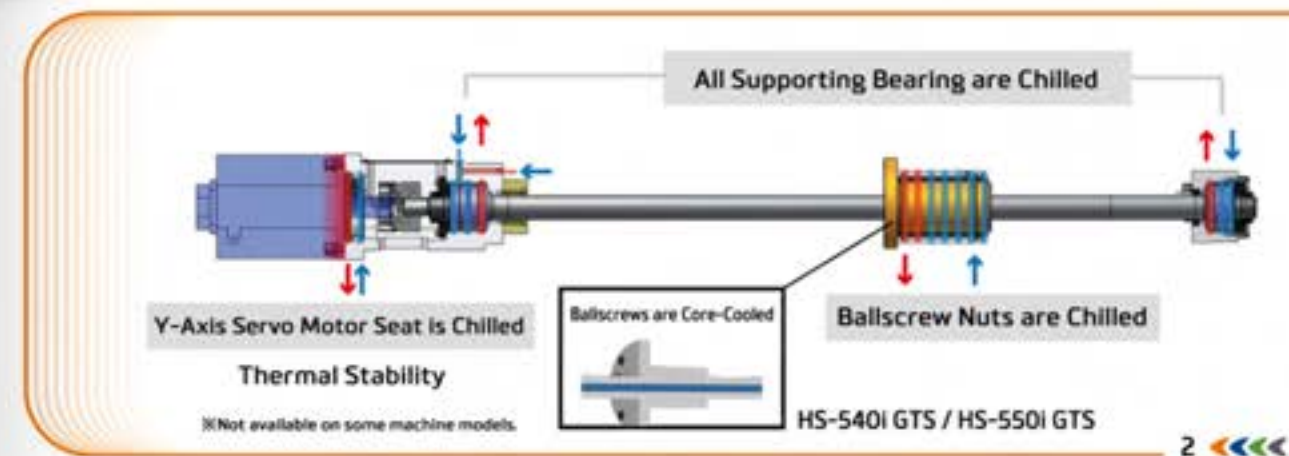 All Supporting Bearing are Chilled
Y-Axis Servo Motor Seat is Chilled
Thermal Stability
※Not available on some machine models.
Ballscrews are Core-Cooled
Ballscrew Nuts are Chilled
HS-540i GTS / HS-550i GTS
2